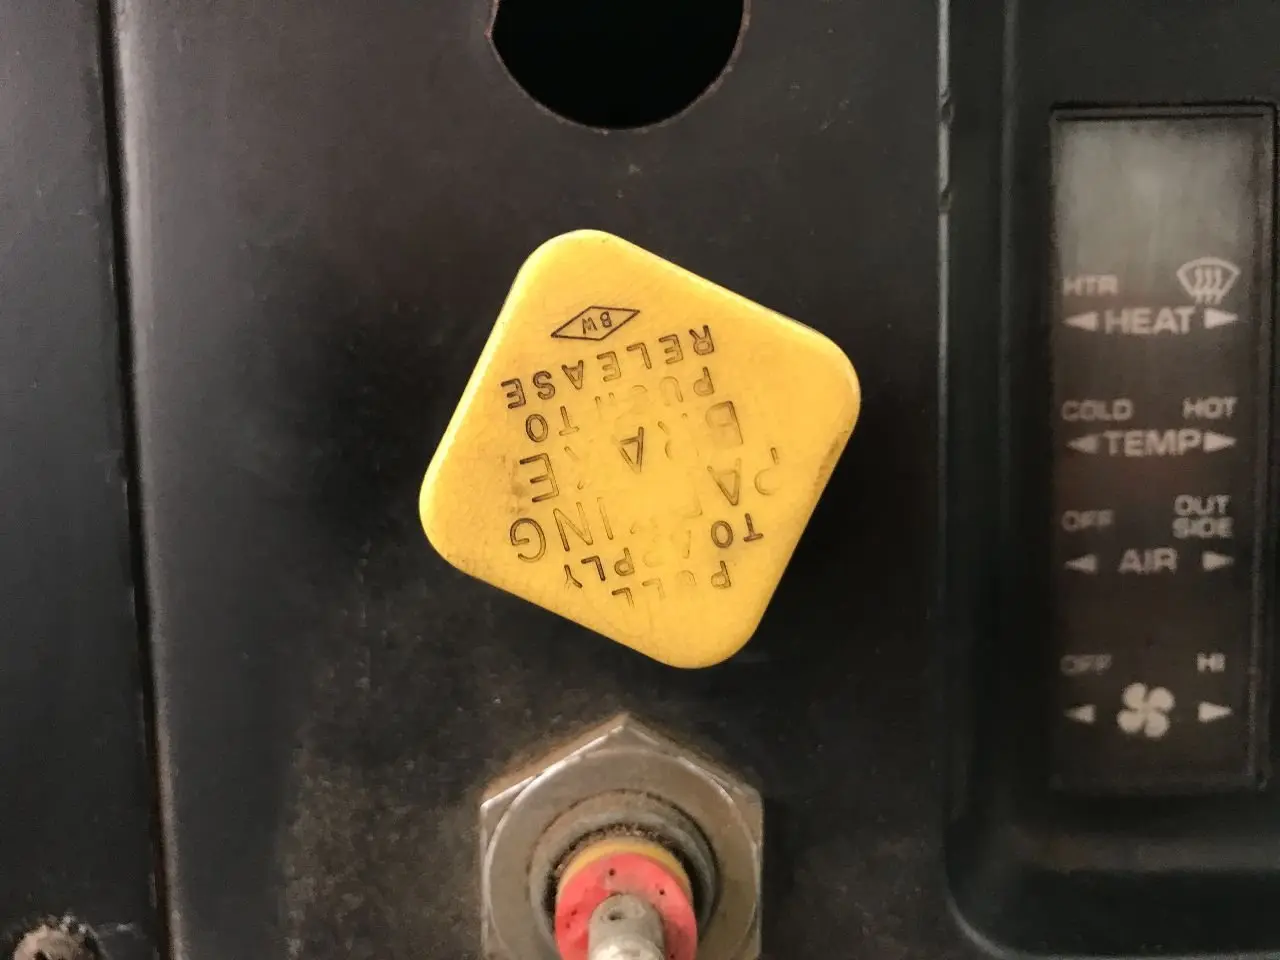 PULL
TO APPLY
PARKING
BRAKE
PUSH TO
RELEASE
BW
HTR
HEAT
COLD HOT
TEMP
OFF OUT SIDE
AIR
OFF HI